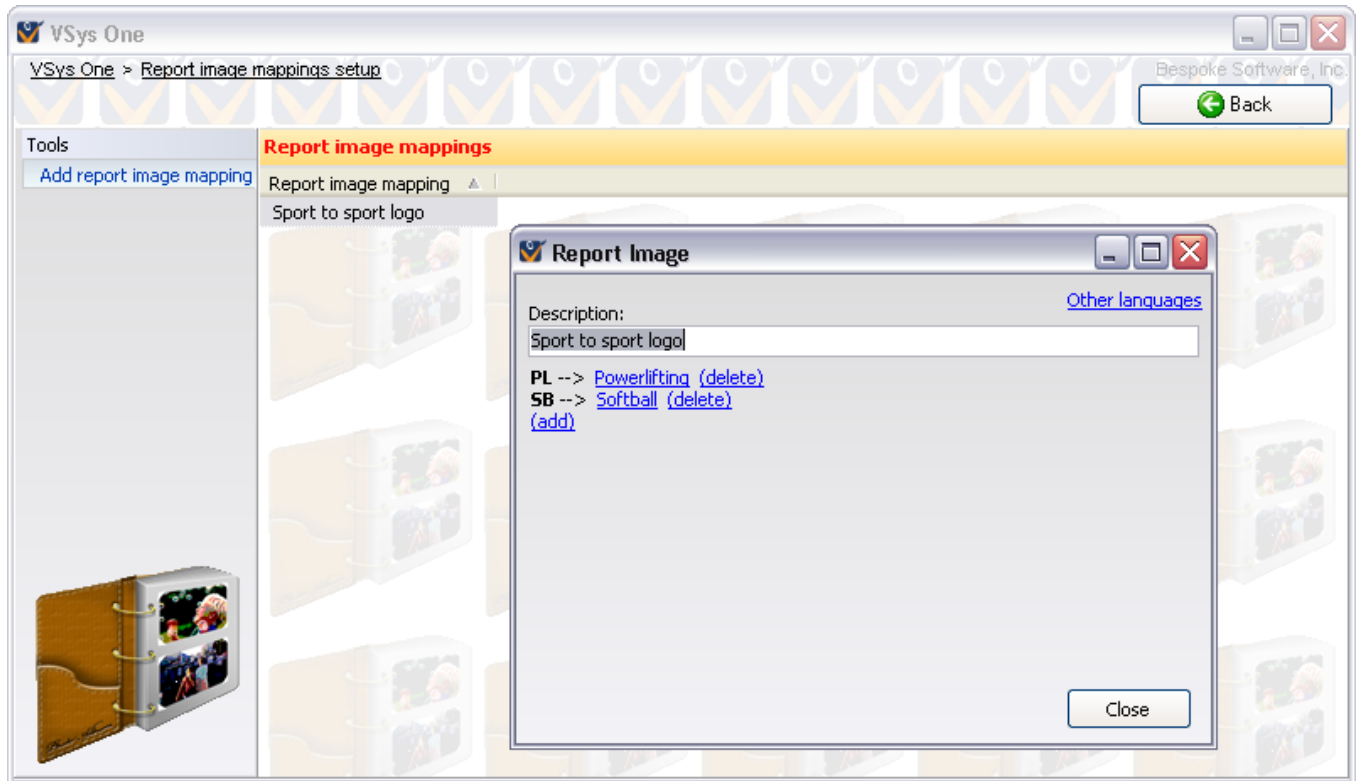 VSys One
VSys One > Report image mappings setup
Bespoke Software, Inc.
Back
Tools
Add report image mapping
Report image mappings
Report image mapping
Sport to sport logo
Report Image
Other languages
Description:
Sport to sport logo
PL --> Powerlifting (delete)
SB --> Softball (delete)
(add)
Close